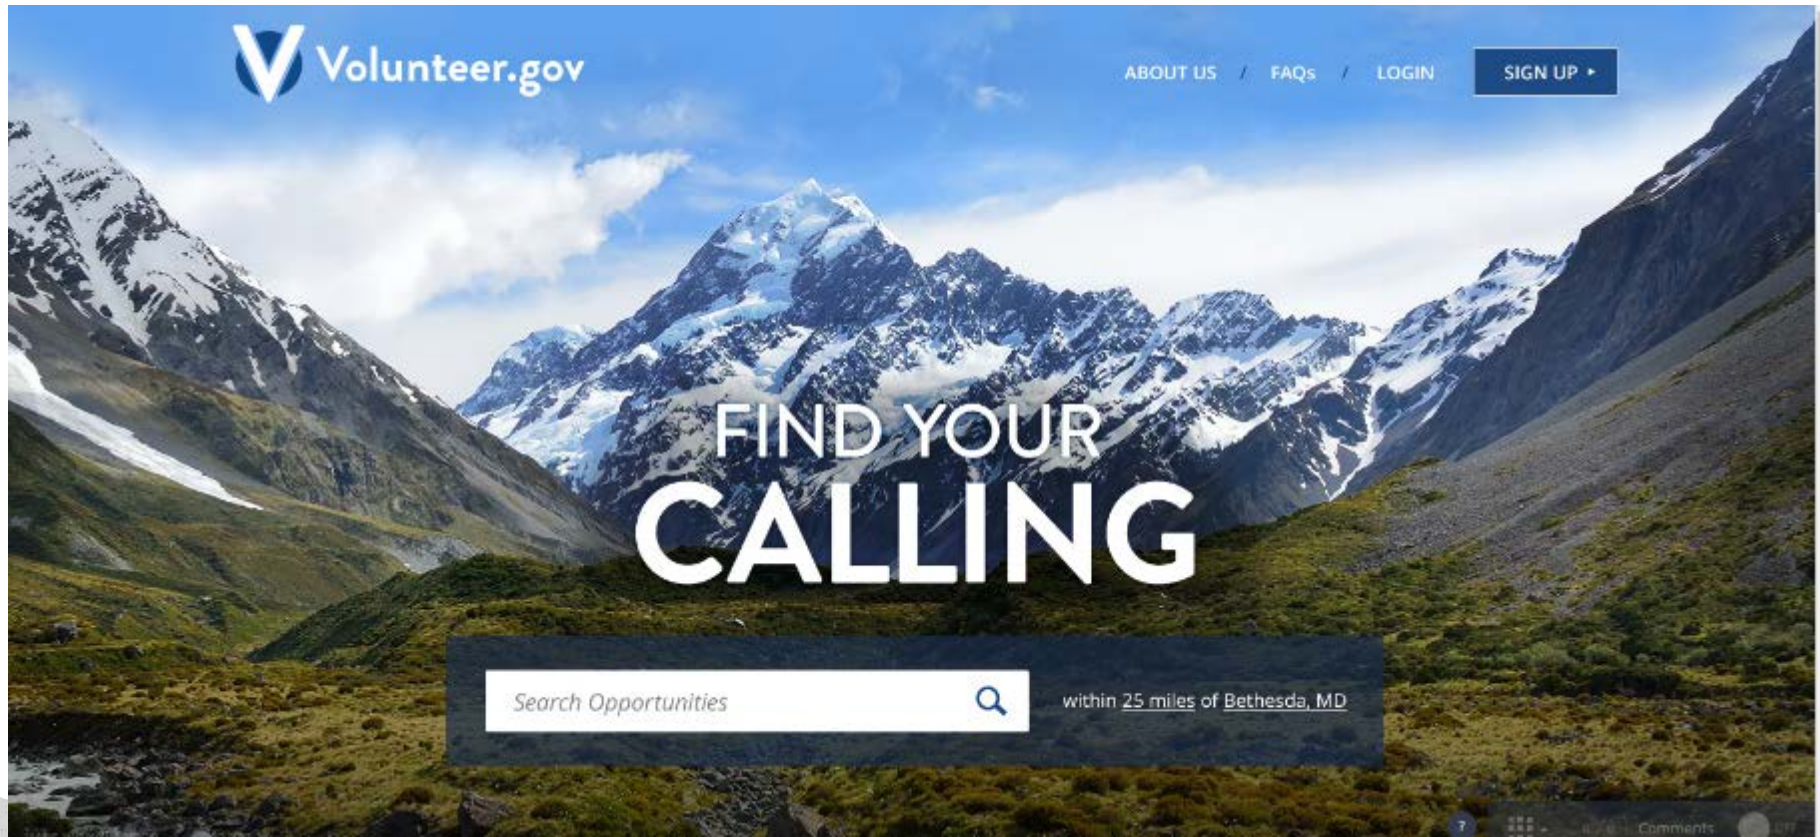 Volunteer.gov
ABOUT US / FAQs / LOGIN
SIGN UP ▸
FIND YOUR
CALLING
Search Opportunities
within 25 miles of Bethesda, MD
?
Comments